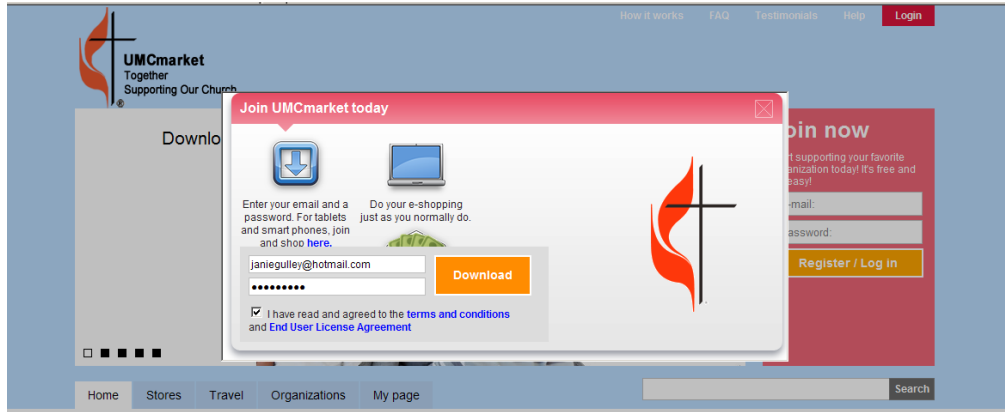 How it works FAQ Testimonials Help Login
UMCmarket
Together
Supporting Our Church
®
Join UMCmarket today
Downlo
oin now
t supporting your favorite
anization today! It's free and
easy!
-mail:
assword:
Register / Log in
Enter your email and a
password. For tablets
and smart phones, join
and shop here.
Do your e-shopping
just as you normally do.
janiegulley@hotmail.com
•••••••••
Download
I have read and agreed to the terms and conditions
and End User License Agreement
Home Stores Travel Organizations My page
Search